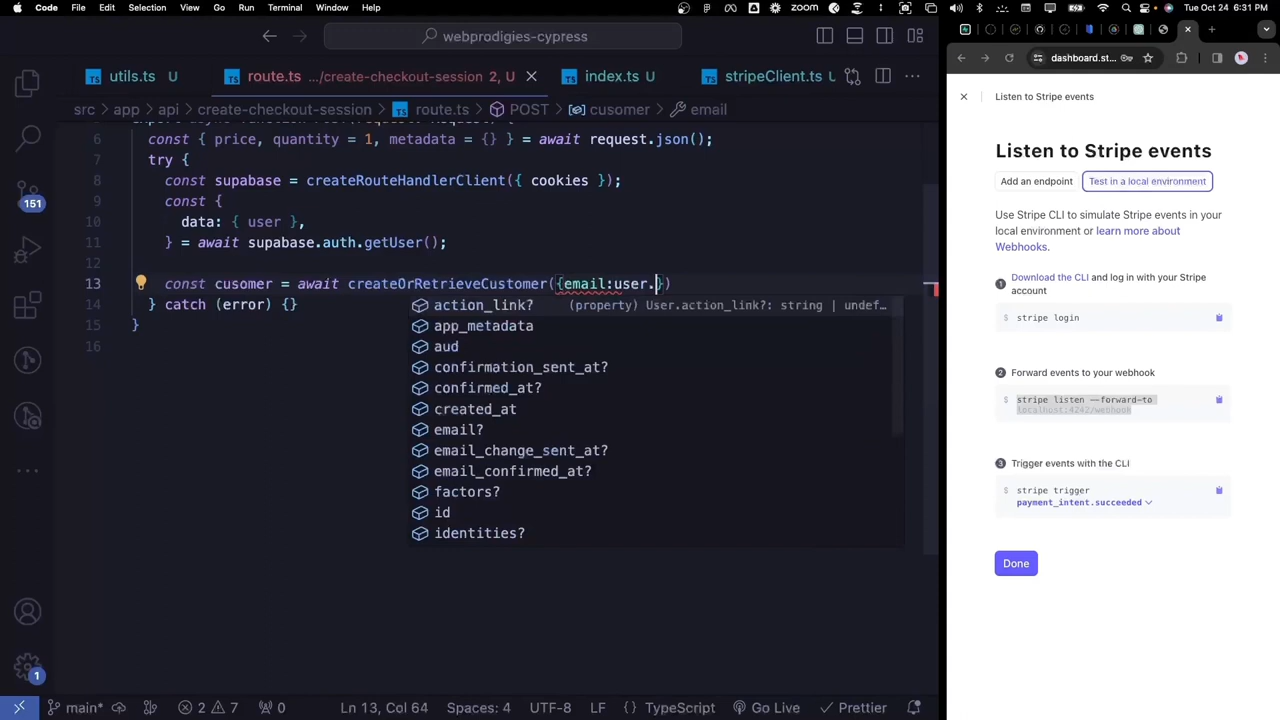 Code File Edit Selection View Go Run Terminal Window Help
zoom
Tue Oct 24 6:31 PM
webprodigies-cypress
utils.ts U
route.ts .../create-checkout-session 2, U
index.ts U
stripeClient.ts U
src > app > api > create-checkout-session > route.ts > POST > cusomer > email
6 const { price, quantity = 1, metadata = {} } = await request.json();
7 try {
8 const supabase = createRouteHandlerClient({ cookies });
9 const {
10 data: { user },
11 } = await supabase.auth.getUser();
12
13 const cusomer = await createOrRetrieveCustomer({email:user.})
14 } catch (error) {}
15 }
16
action_link? (property) User.action_link?: string | undef…
app_metadata
aud
confirmation_sent_at?
confirmed_at?
created_at
email?
email_change_sent_at?
email_confirmed_at?
factors?
id
identities?
151
1
main* 2 7 0 Ln 13, Col 64 Spaces: 4 UTF-8 LF {} TypeScript Go Live Prettier
dashboard.st...
Listen to Stripe events
Listen to Stripe events
Add an endpoint
Test in a local environment
Use Stripe CLI to simulate Stripe events in your
local environment or learn more about
Webhooks.
1 Download the CLI and log in with your Stripe
account
$ stripe login
2 Forward events to your webhook
$ stripe listen --forward-to
localhost:4242/webhook
3 Trigger events with the CLI
$ stripe trigger
payment_intent.succeeded
Done